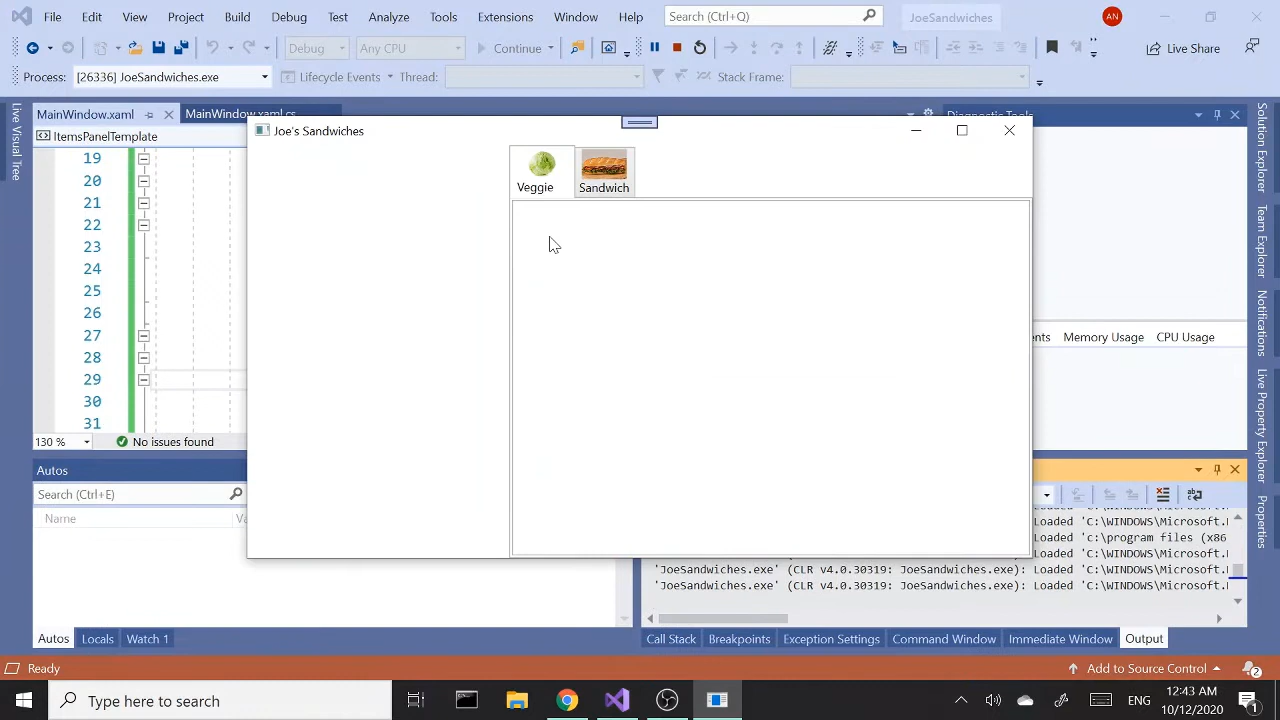 File Edit View Project Build Debug Test Analyze Tools Extensions Window Help Search (Ctrl+Q) JoeSandwiches AN
Debug Any CPU Continue Live Share
Process: [26336] JoeSandwiches.exe Lifecycle Events Thread: Stack Frame:
MainWindow.xaml MainWindow.xaml.cs Diagnostic Tools
ItemsPanelTemplate
Joe's Sandwiches
Live Visual Tree
Veggie Sandwich
19
20
21
22
23
24
25
26
27
28
29
30
31
130 % No issues found
Memory Usage CPU Usage
Solution Explorer
Team Explorer
Notifications
Live Property Explorer
Properties
Autos
Search (Ctrl+E)
Name
Loaded 'C:\WINDOWS\Microsoft.
Loaded 'c:\program files (x86
Loaded 'C:\WINDOWS\Microsoft.
'JoeSandwiches.exe' (CLR v4.0.30319: JoeSandwiches.exe): Loaded 'C:\WINDOWS\Microsoft.
'JoeSandwiches.exe' (CLR v4.0.30319: JoeSandwiches.exe): Loaded 'C:\WINDOWS\Microsoft.
Autos Locals Watch 1 Call Stack Breakpoints Exception Settings Command Window Immediate Window Output
Ready Add to Source Control 2
Type here to search ENG 12:43 AM
10/12/2020 1